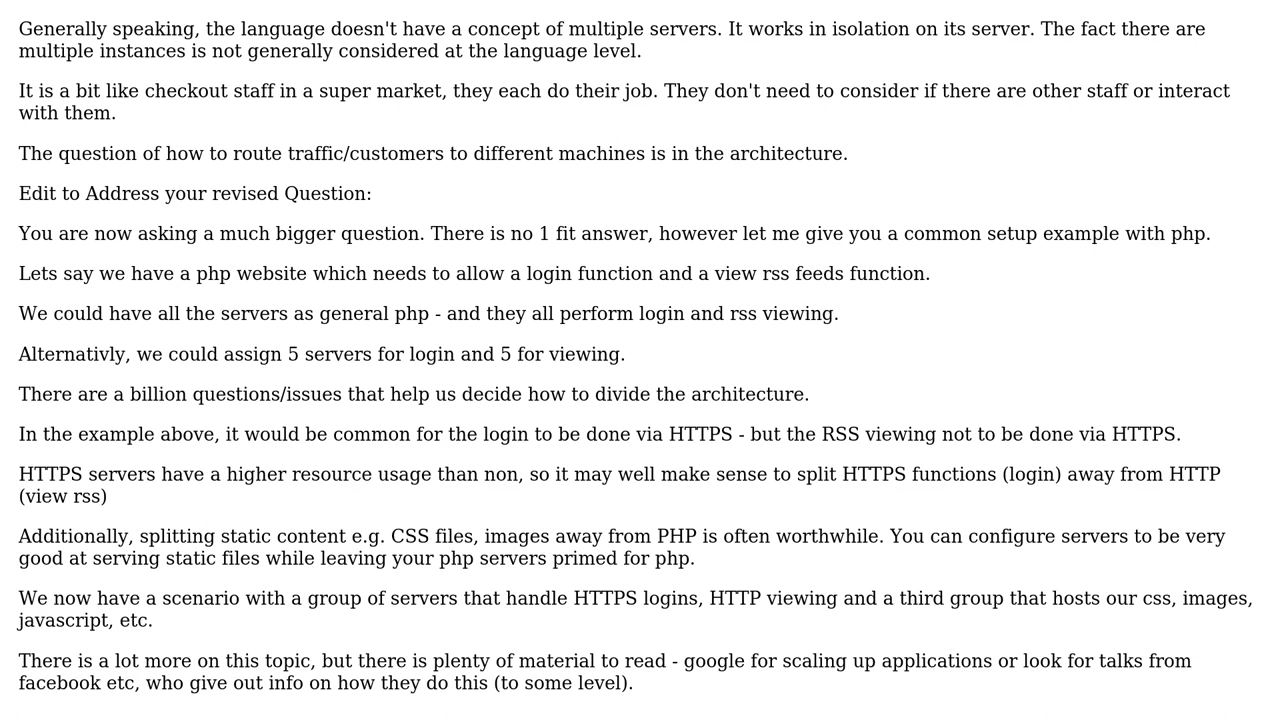 Generally speaking, the language doesn't have a concept of multiple servers. It works in isolation on its server. The fact there are
multiple instances is not generally considered at the language level.
It is a bit like checkout staff in a super market, they each do their job. They don't need to consider if there are other staff or interact
with them.
The question of how to route traffic/customers to different machines is in the architecture.
Edit to Address your revised Question:
You are now asking a much bigger question. There is no 1 fit answer, however let me give you a common setup example with php.
Lets say we have a php website which needs to allow a login function and a view rss feeds function.
We could have all the servers as general php - and they all perform login and rss viewing.
Alternativly, we could assign 5 servers for login and 5 for viewing.
There are a billion questions/issues that help us decide how to divide the architecture.
In the example above, it would be common for the login to be done via HTTPS - but the RSS viewing not to be done via HTTPS.
HTTPS servers have a higher resource usage than non, so it may well make sense to split HTTPS functions (login) away from HTTP
(view rss)
Additionally, splitting static content e.g. CSS files, images away from PHP is often worthwhile. You can configure servers to be very
good at serving static files while leaving your php servers primed for php.
We now have a scenario with a group of servers that handle HTTPS logins, HTTP viewing and a third group that hosts our css, images,
javascript, etc.
There is a lot more on this topic, but there is plenty of material to read - google for scaling up applications or look for talks from
facebook etc, who give out info on how they do this (to some level).